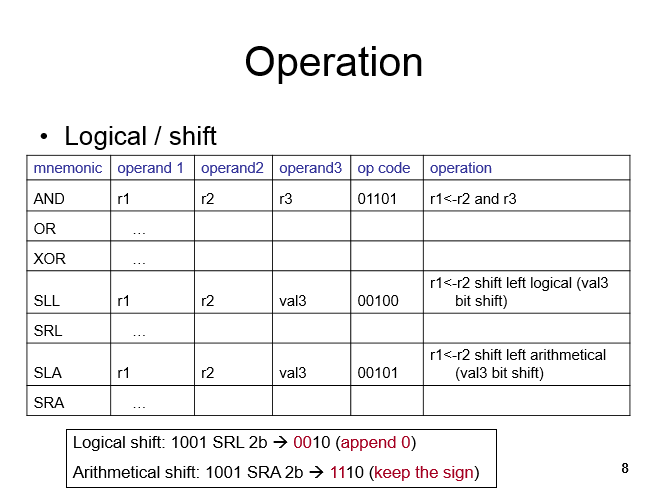 Operation
• Logical / shift
mnemonic operand 1 operand2 operand3 op code operation
AND r1 r2 r3 01101 r1<-r2 and r3
OR …
XOR …
SLL r1 r2 val3 00100 r1<-r2 shift left logical (val3
bit shift)
SRL …
SLA r1 r2 val3 00101 r1<-r2 shift left arithmetical
(val3 bit shift)
SRA …
Logical shift: 1001 SRL 2b → 0010 (append 0)
Arithmetical shift: 1001 SRA 2b → 1110 (keep the sign)
8